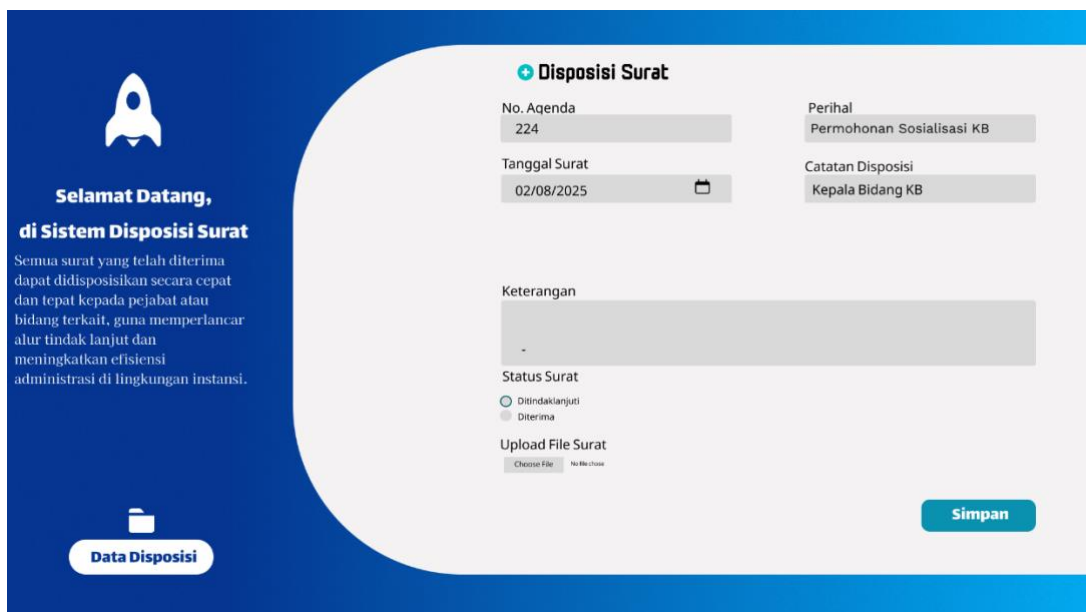 Selamat Datang,
di Sistem Disposisi Surat
Semua surat yang telah diterima
dapat didisposisikan secara cepat
dan tepat kepada pejabat atau
bidang terkait, guna memperlancar
alur tindak lanjut dan
meningkatkan efisiensi
administrasi di lingkungan instansi.
Data Disposisi
Disposisi Surat
No. Agenda
224
Perihal
Permohonan Sosialisasi KB
Tanggal Surat
02/08/2025
Catatan Disposisi
Kepala Bidang KB
Keterangan
-
Status Surat
Ditindaklanjuti
Diterima
Upload File Surat
Choose File No file chose
Simpan